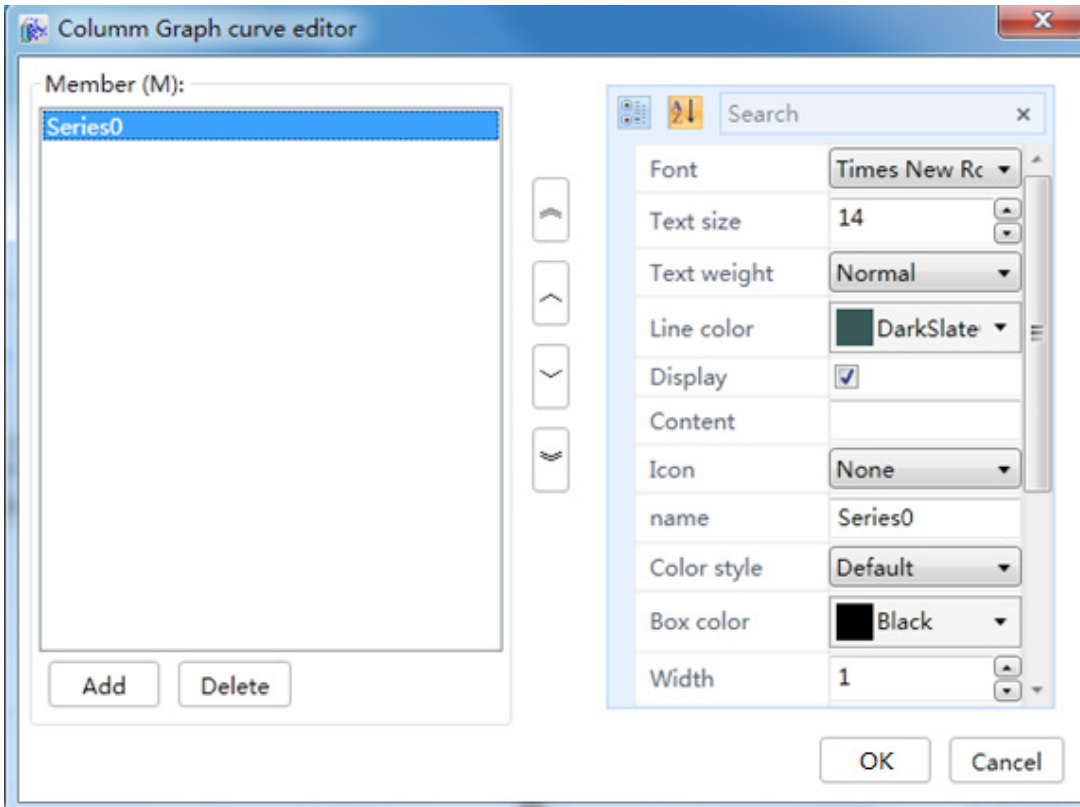 Columm Graph curve editor
Member (M):
Series0
Search
Font Times New Rc
Text size 14
Text weight Normal
Line color DarkSlate
Display
Content
Icon None
name Series0
Color style Default
Box color Black
Width 1
Add Delete
OK Cancel